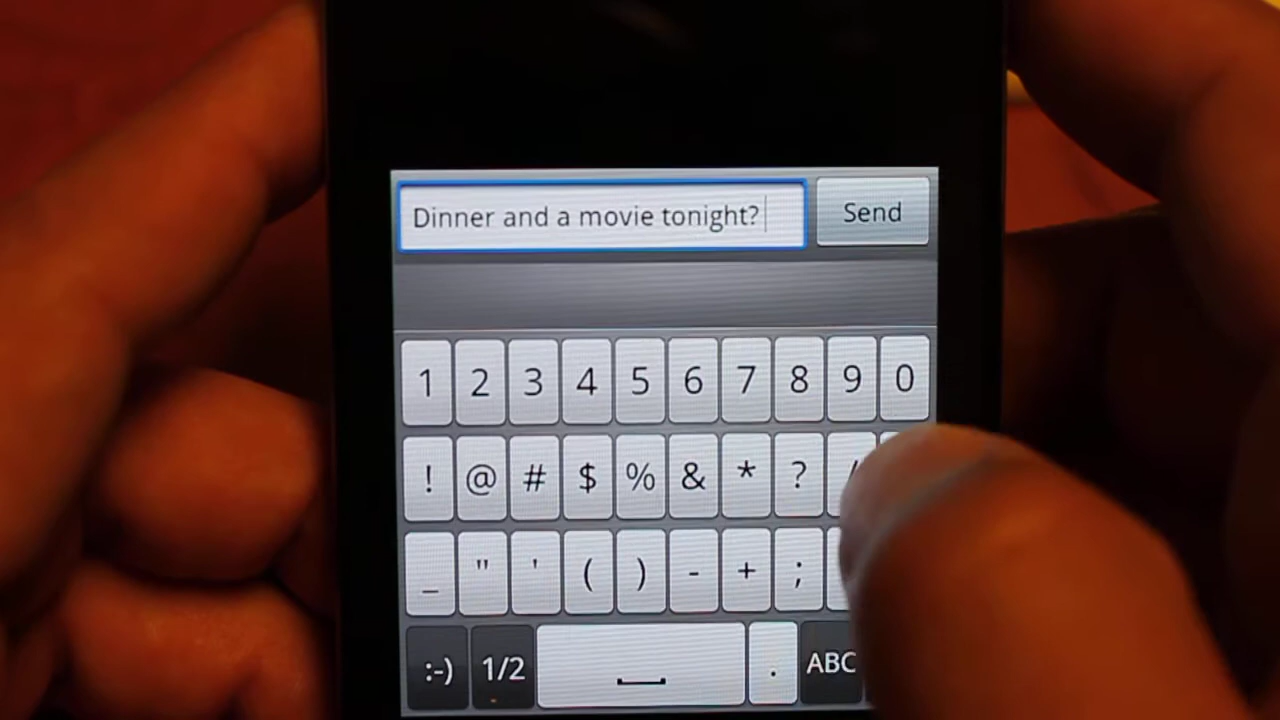 Dinner and a movie tonight?
Send
1 2 3 4 5 6 7 8 9 0
! @ # $ % & * ? /
_ " ' ( ) - + ;
:-) 1/2 . ABC